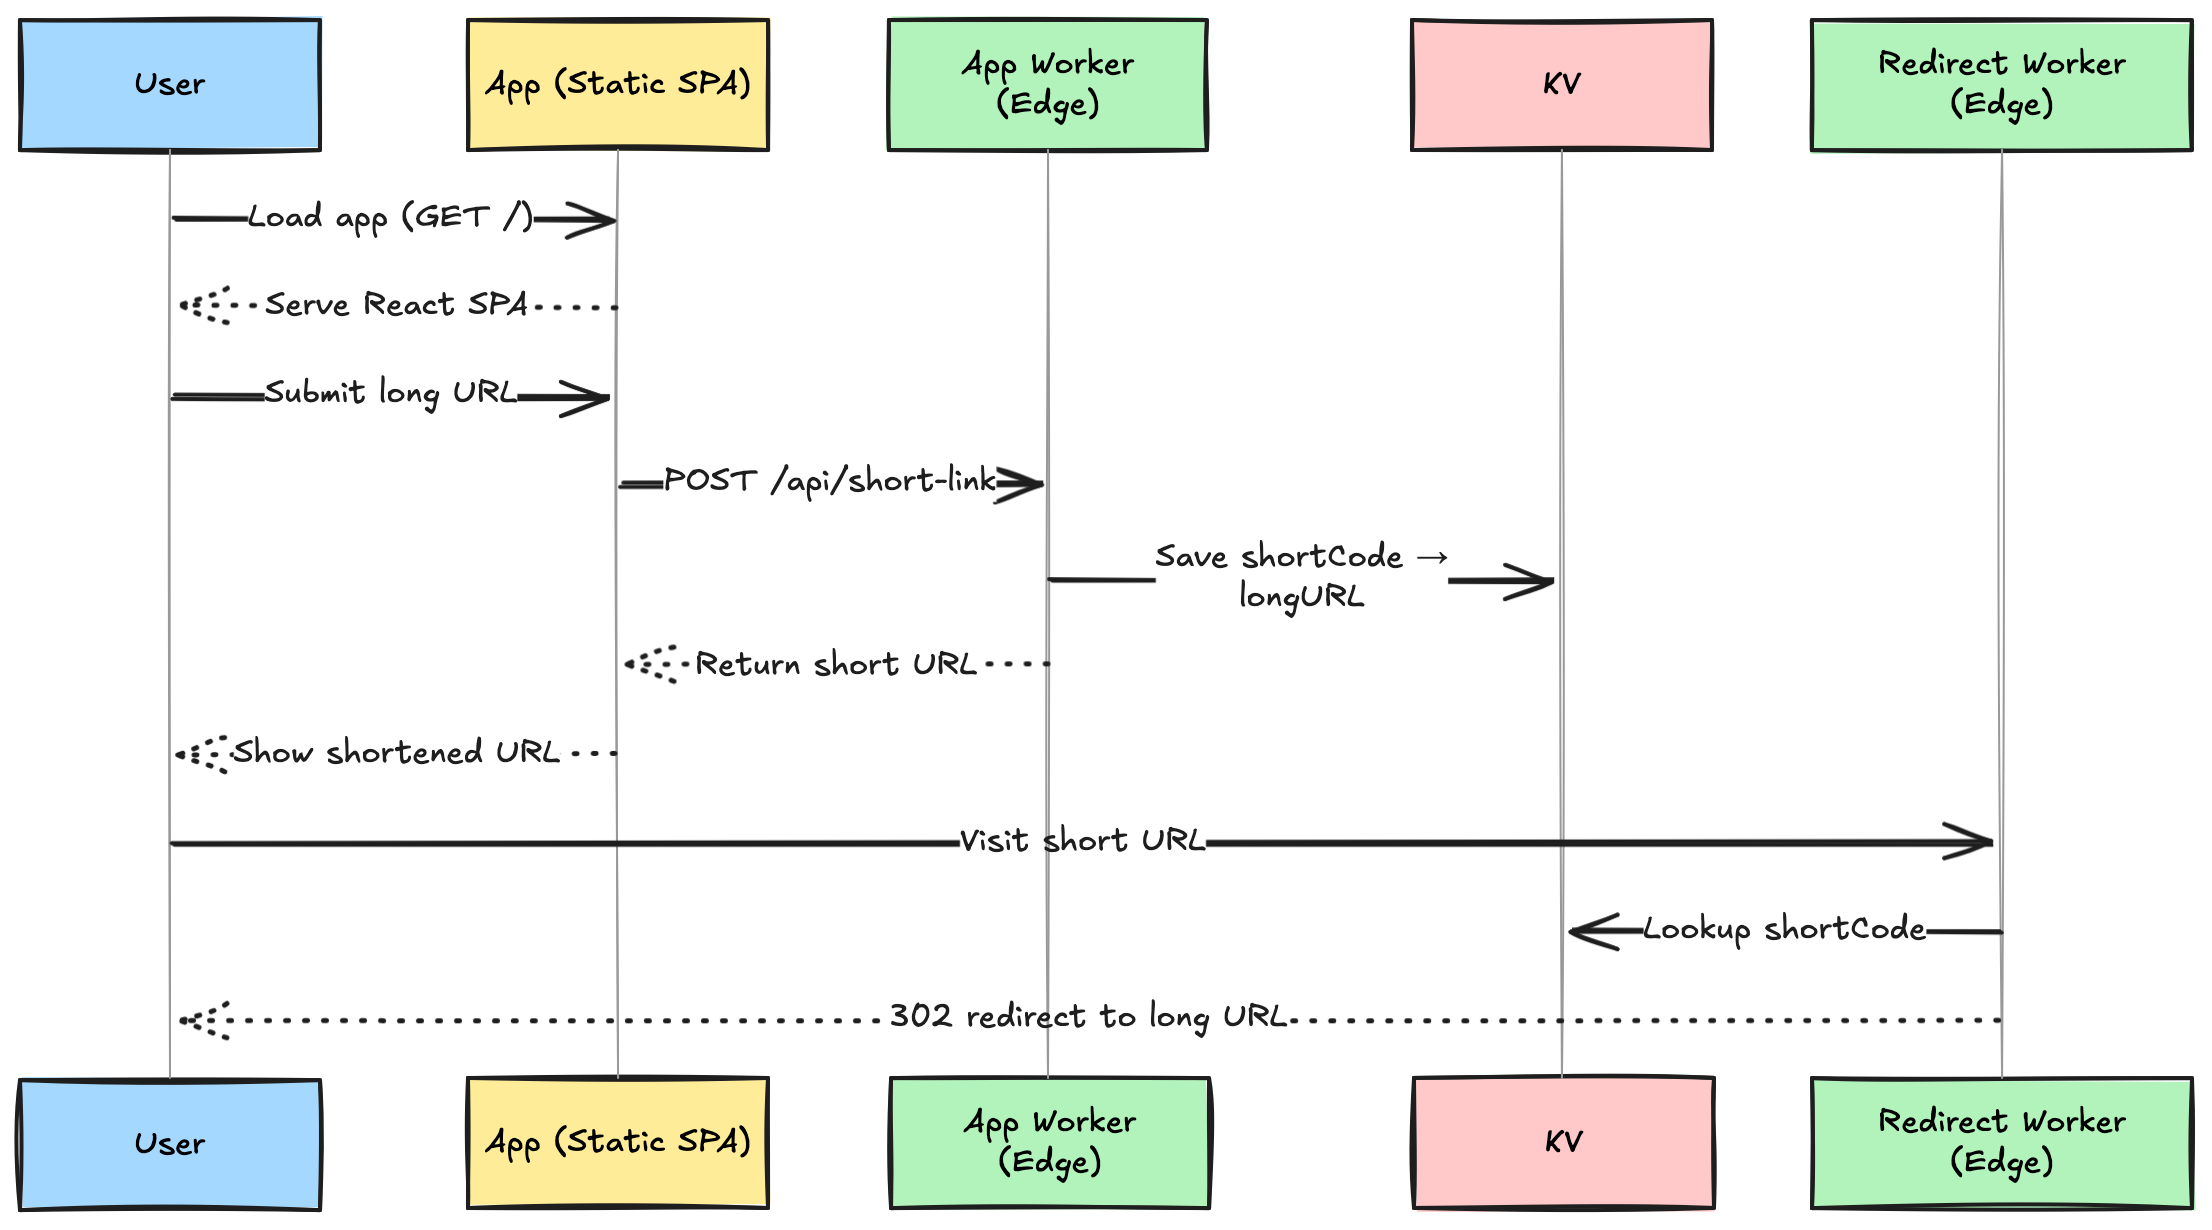 User
App (Static SPA)
App Worker
(Edge)
KV
Redirect Worker
(Edge)
Load app (GET /)
Serve React SPA
Submit long URL
POST /api/short-link
Save shortCode →
longURL
Return short URL
Show shortened URL
Visit short URL
Lookup shortCode
302 redirect to long URL
User
App (Static SPA)
App Worker
(Edge)
KV
Redirect Worker
(Edge)